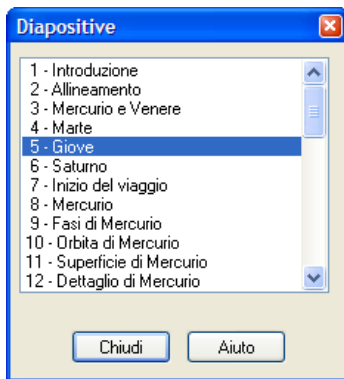 Diapositive
1 - Introduzione
2 - Allineamento
3 - Mercurio e Venere
4 - Marte
5 - Giove
6 - Saturno
7 - Inizio del viaggio
8 - Mercurio
9 - Fasi di Mercurio
10 - Orbita di Mercurio
11 - Superficie di Mercurio
12 - Dettaglio di Mercurio
Chiudi Aiuto